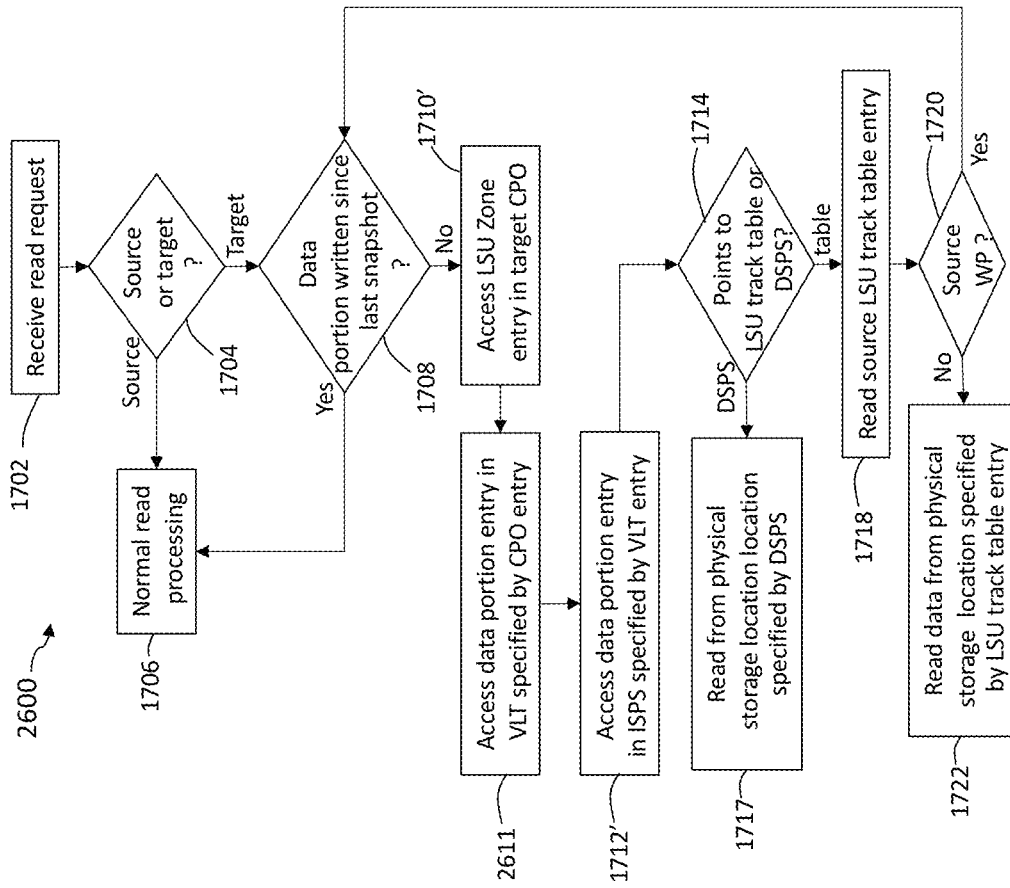 2600
1702
Receive read request
Source
or target
?
1704
Source
Target
Normal read
processing
1706
Data
portion written since
last snapshot
?
1708
Yes
No
1710’
Access LSU Zone
entry in target CPO
Access data portion entry in
VLT specified by CPO entry
2611
Access data portion entry
in ISPS specified by VLT entry
1712’
1714
Points to
LSU track table or
DSPS?
DSPS
table
Read from physical
storage location location
specified by DSPS
1717
Read source LSU track table entry
1718
Source
WP ?
1720
Yes
No
Read data from physical
storage location specified
by LSU track table entry
1722